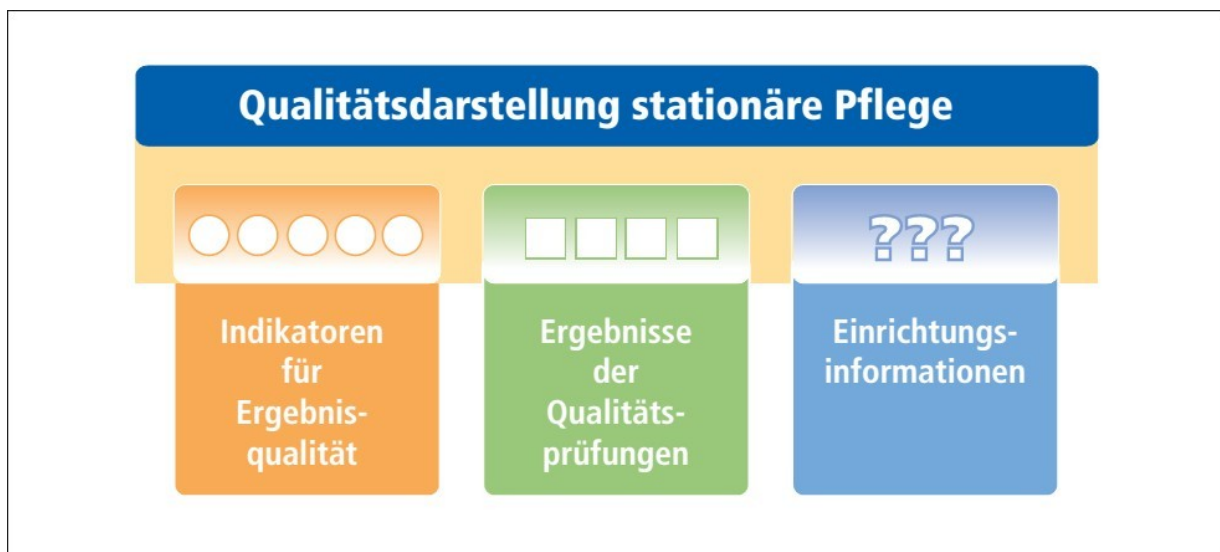 Qualitätsdarstellung stationäre Pflege
???
Indikatoren
für
Ergebnis-
qualität
Ergebnisse
der
Qualitäts-
prüfungen
Einrichtungs-
informationen